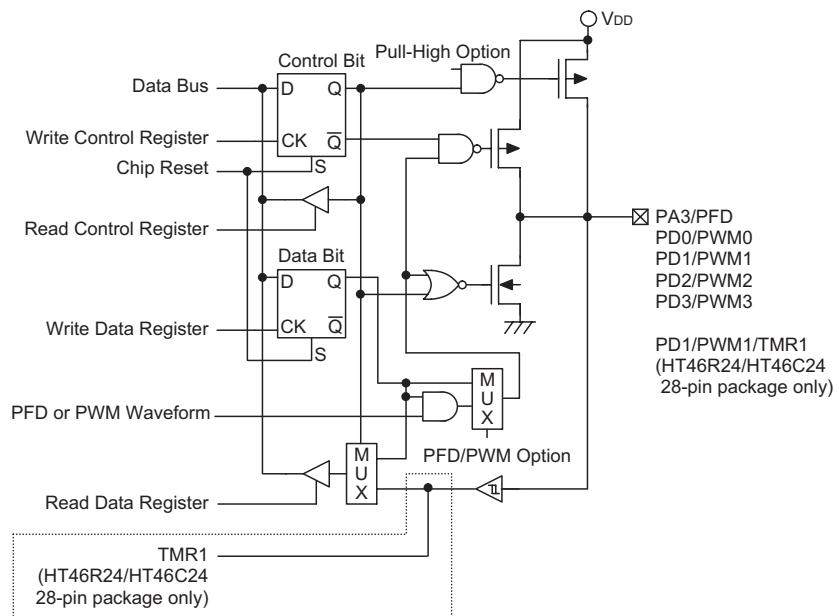 VDD
Control Bit
Pull-High Option
Data Bus
D
Q
Write Control Register
CK
Q
Chip Reset
S
Read Control Register
PA3/PFD
PD0/PWM0
PD1/PWM1
PD2/PWM2
PD3/PWM3
Data Bit
D
Q
Write Data Register
CK
Q
S
PD1/PWM1/TMR1
(HT46R24/HT46C24
28-pin package only)
M
U
X
PFD or PWM Waveform
PFD/PWM Option
M
U
X
Read Data Register
TMR1
(HT46R24/HT46C24
28-pin package only)